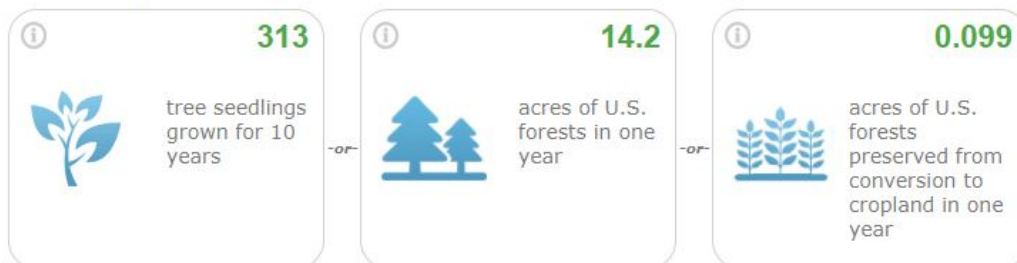 313
tree seedlings
grown for 10
years
-or-
14.2
acres of U.S.
forests in one
year
-or-
0.099
acres of U.S.
forests
preserved from
conversion to
cropland in one
year